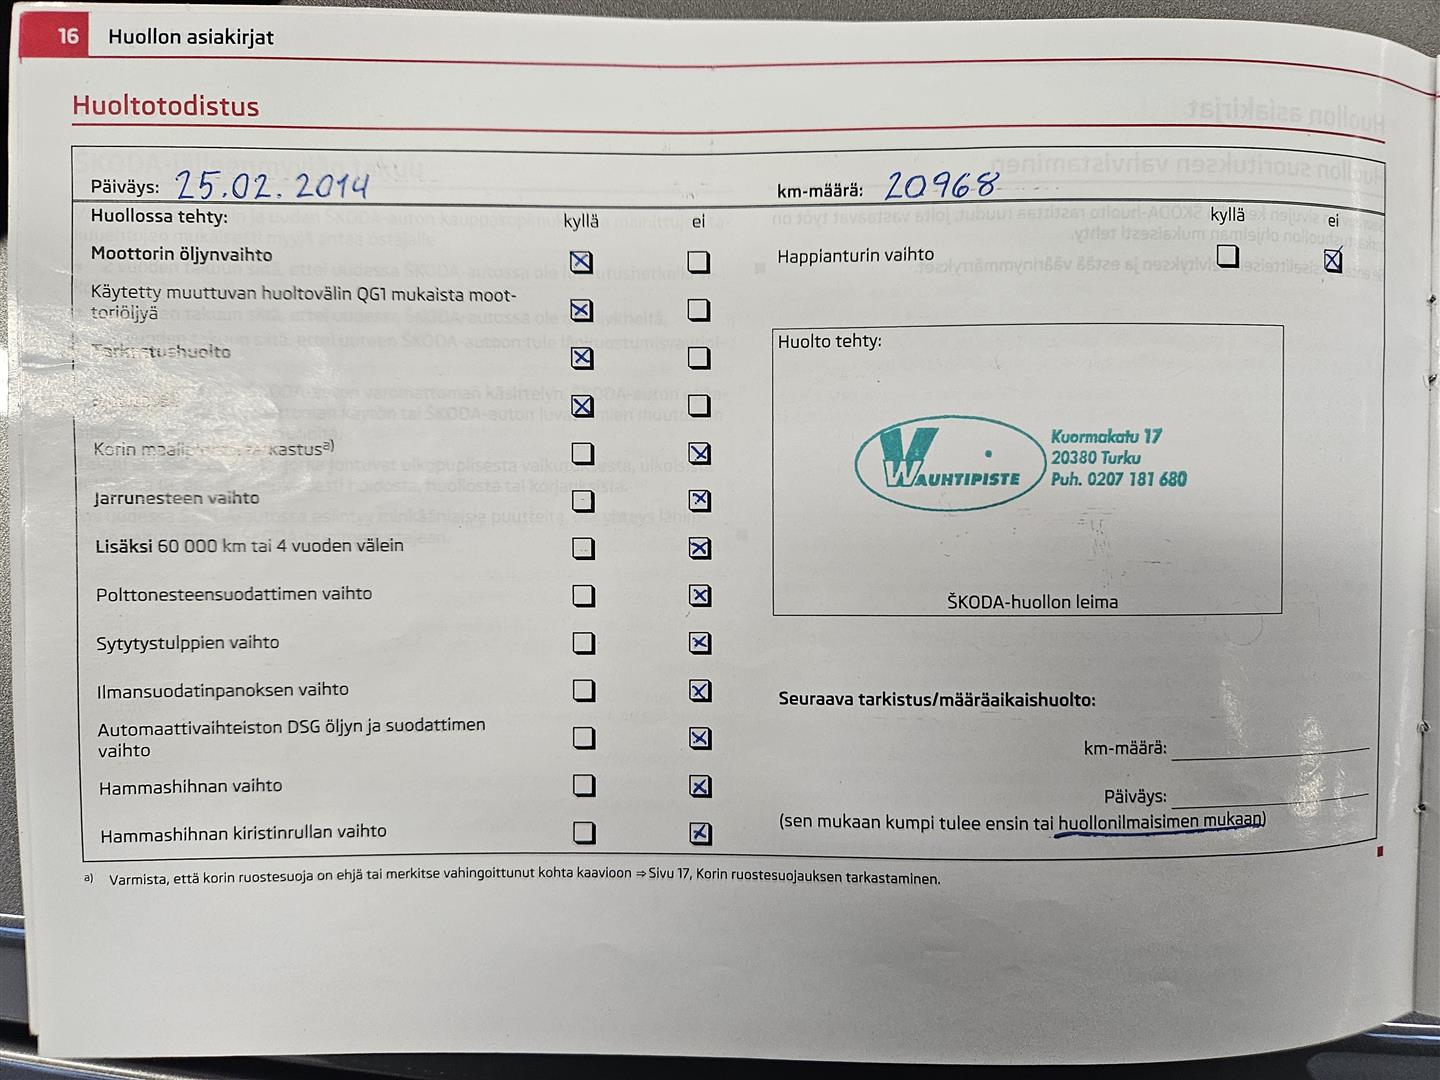 16 Huollon asiakirjat
Huoltotodistus
Päiväys: 25.02.2014
km-määrä: 20968
Huollossa tehty: kyllä ei
Moottorin öljynvaihto
Käytetty muuttuvan huoltovälin QG1 mukaista moot-
toriöljyä
Tarkastushuolto
Korin tarkastusa)
Jarrunesteen vaihto
Lisäksi 60 000 km tai 4 vuoden välein
Polttonesteensuodattimen vaihto
Sytytystulppien vaihto
Ilmansuodatinpanoksen vaihto
Automaattivaihteiston DSG öljyn ja suodattimen
vaihto
Hammashihnan vaihto
Hammashihnan kiristinrullan vaihto
kyllä ei
Happianturin vaihto
Huolto tehty:
VAUNTIPISTE
Kuormakatu 17
20380 Turku
Puh. 0207 181 680
ŠKODA-huollon leima
Seuraava tarkistus/määräaikaishuolto:
km-määrä:
Päiväys:
(sen mukaan kumpi tulee ensin tai huollonilmaisimen mukaan)
a) Varmista, että korin ruostesuoja on ehjä tai merkitse vahingoittunut kohta kaavioon ⇒ Sivu 17, Korin ruostesuojauksen tarkastaminen.